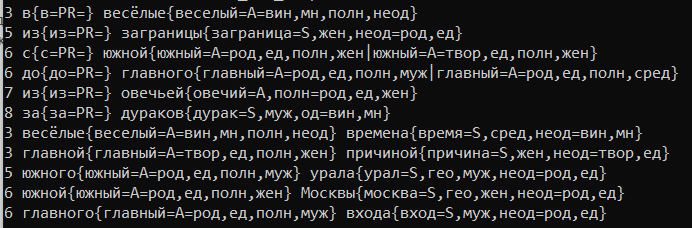 3 в{в=PR=} весёлые{веселый=A=вин,мн,полн,неод}
5 из{из=PR=} заграницы{заграница=S,жен,неод=род,ед}
6 с{с=PR=} южной{южный=A=род,ед,полн,жен|южный=A=твор,ед,полн,жен}
6 до{до=PR=} главного{главный=A=род,ед,полн,муж|главный=A=род,ед,полн,сред}
7 из{из=PR=} овечьей{овечий=A,полн=род,ед,жен}
8 за{за=PR=} дураков{дурак=S,муж,од=вин,мн}
3 весёлые{веселый=A=вин,мн,полн,неод} времена{время=S,сред,неод=вин,мн}
3 главной{главный=A=твор,ед,полн,жен} причиной{причина=S,жен,неод=твор,ед}
5 южного{южный=A=род,ед,полн,муж} урала{урал=S,гео,муж,неод=род,ед}
6 южной{южный=A=род,ед,полн,жен} Москвы{москва=S,гео,жен,неод=род,ед}
6 главного{главный=A=род,ед,полн,муж} входа{вход=S,муж,неод=род,ед}